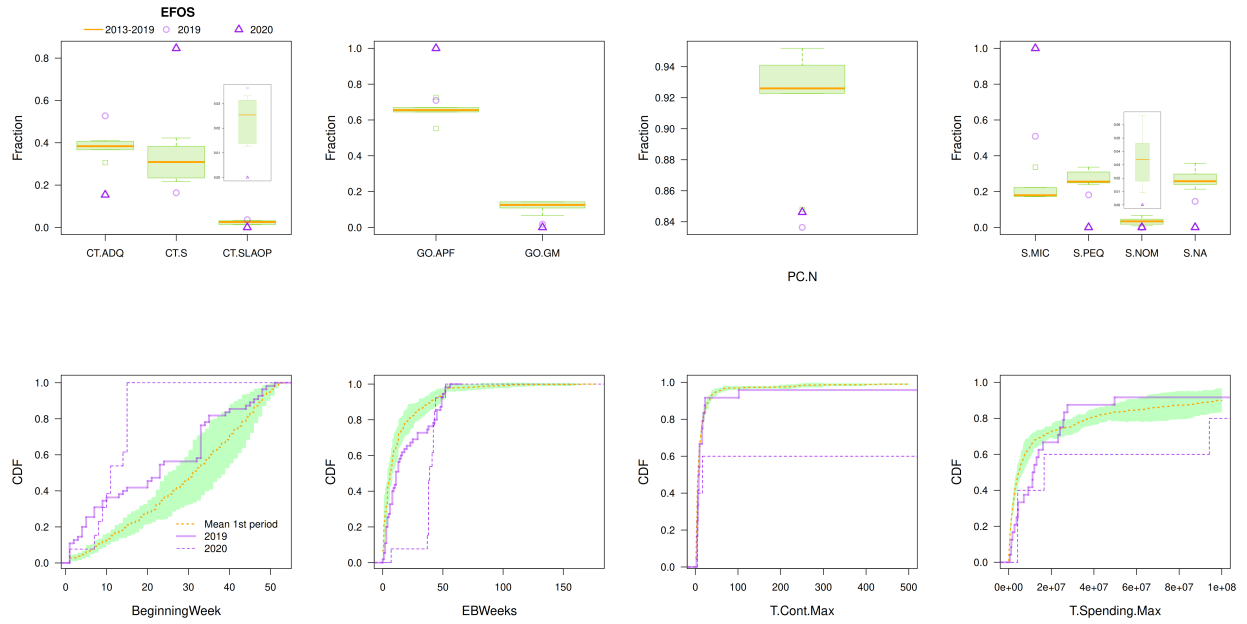 EFOS
2013-2019 2019 2020
Fraction
0.8
0.6
0.4
0.2
0.0
CT.ADQ CT.S CT.SLAOP
Fraction
1.0
0.8
0.6
0.4
0.2
0.0
GO.APF GO.GM
Fraction
0.94
0.92
0.90
0.88
0.86
0.84
PC.N
Fraction
1.0
0.8
0.6
0.4
0.2
0.0
S.MIC S.PEQ S.NOM S.NA
CDF
1.0
0.8
0.6
0.4
0.2
0.0
Mean 1st period
2019
2020
0 10 20 30 40 50
BeginningWeek
CDF
1.0
0.8
0.6
0.4
0.2
0.0
0 50 100 150
EBWeeks
CDF
1.0
0.8
0.6
0.4
0.2
0.0
0 100 200 300 400 500
T.Cont.Max
CDF
1.0
0.8
0.6
0.4
0.2
0.0
0e+00 2e+07 4e+07 6e+07 8e+07 1e+08
T.Spending.Max